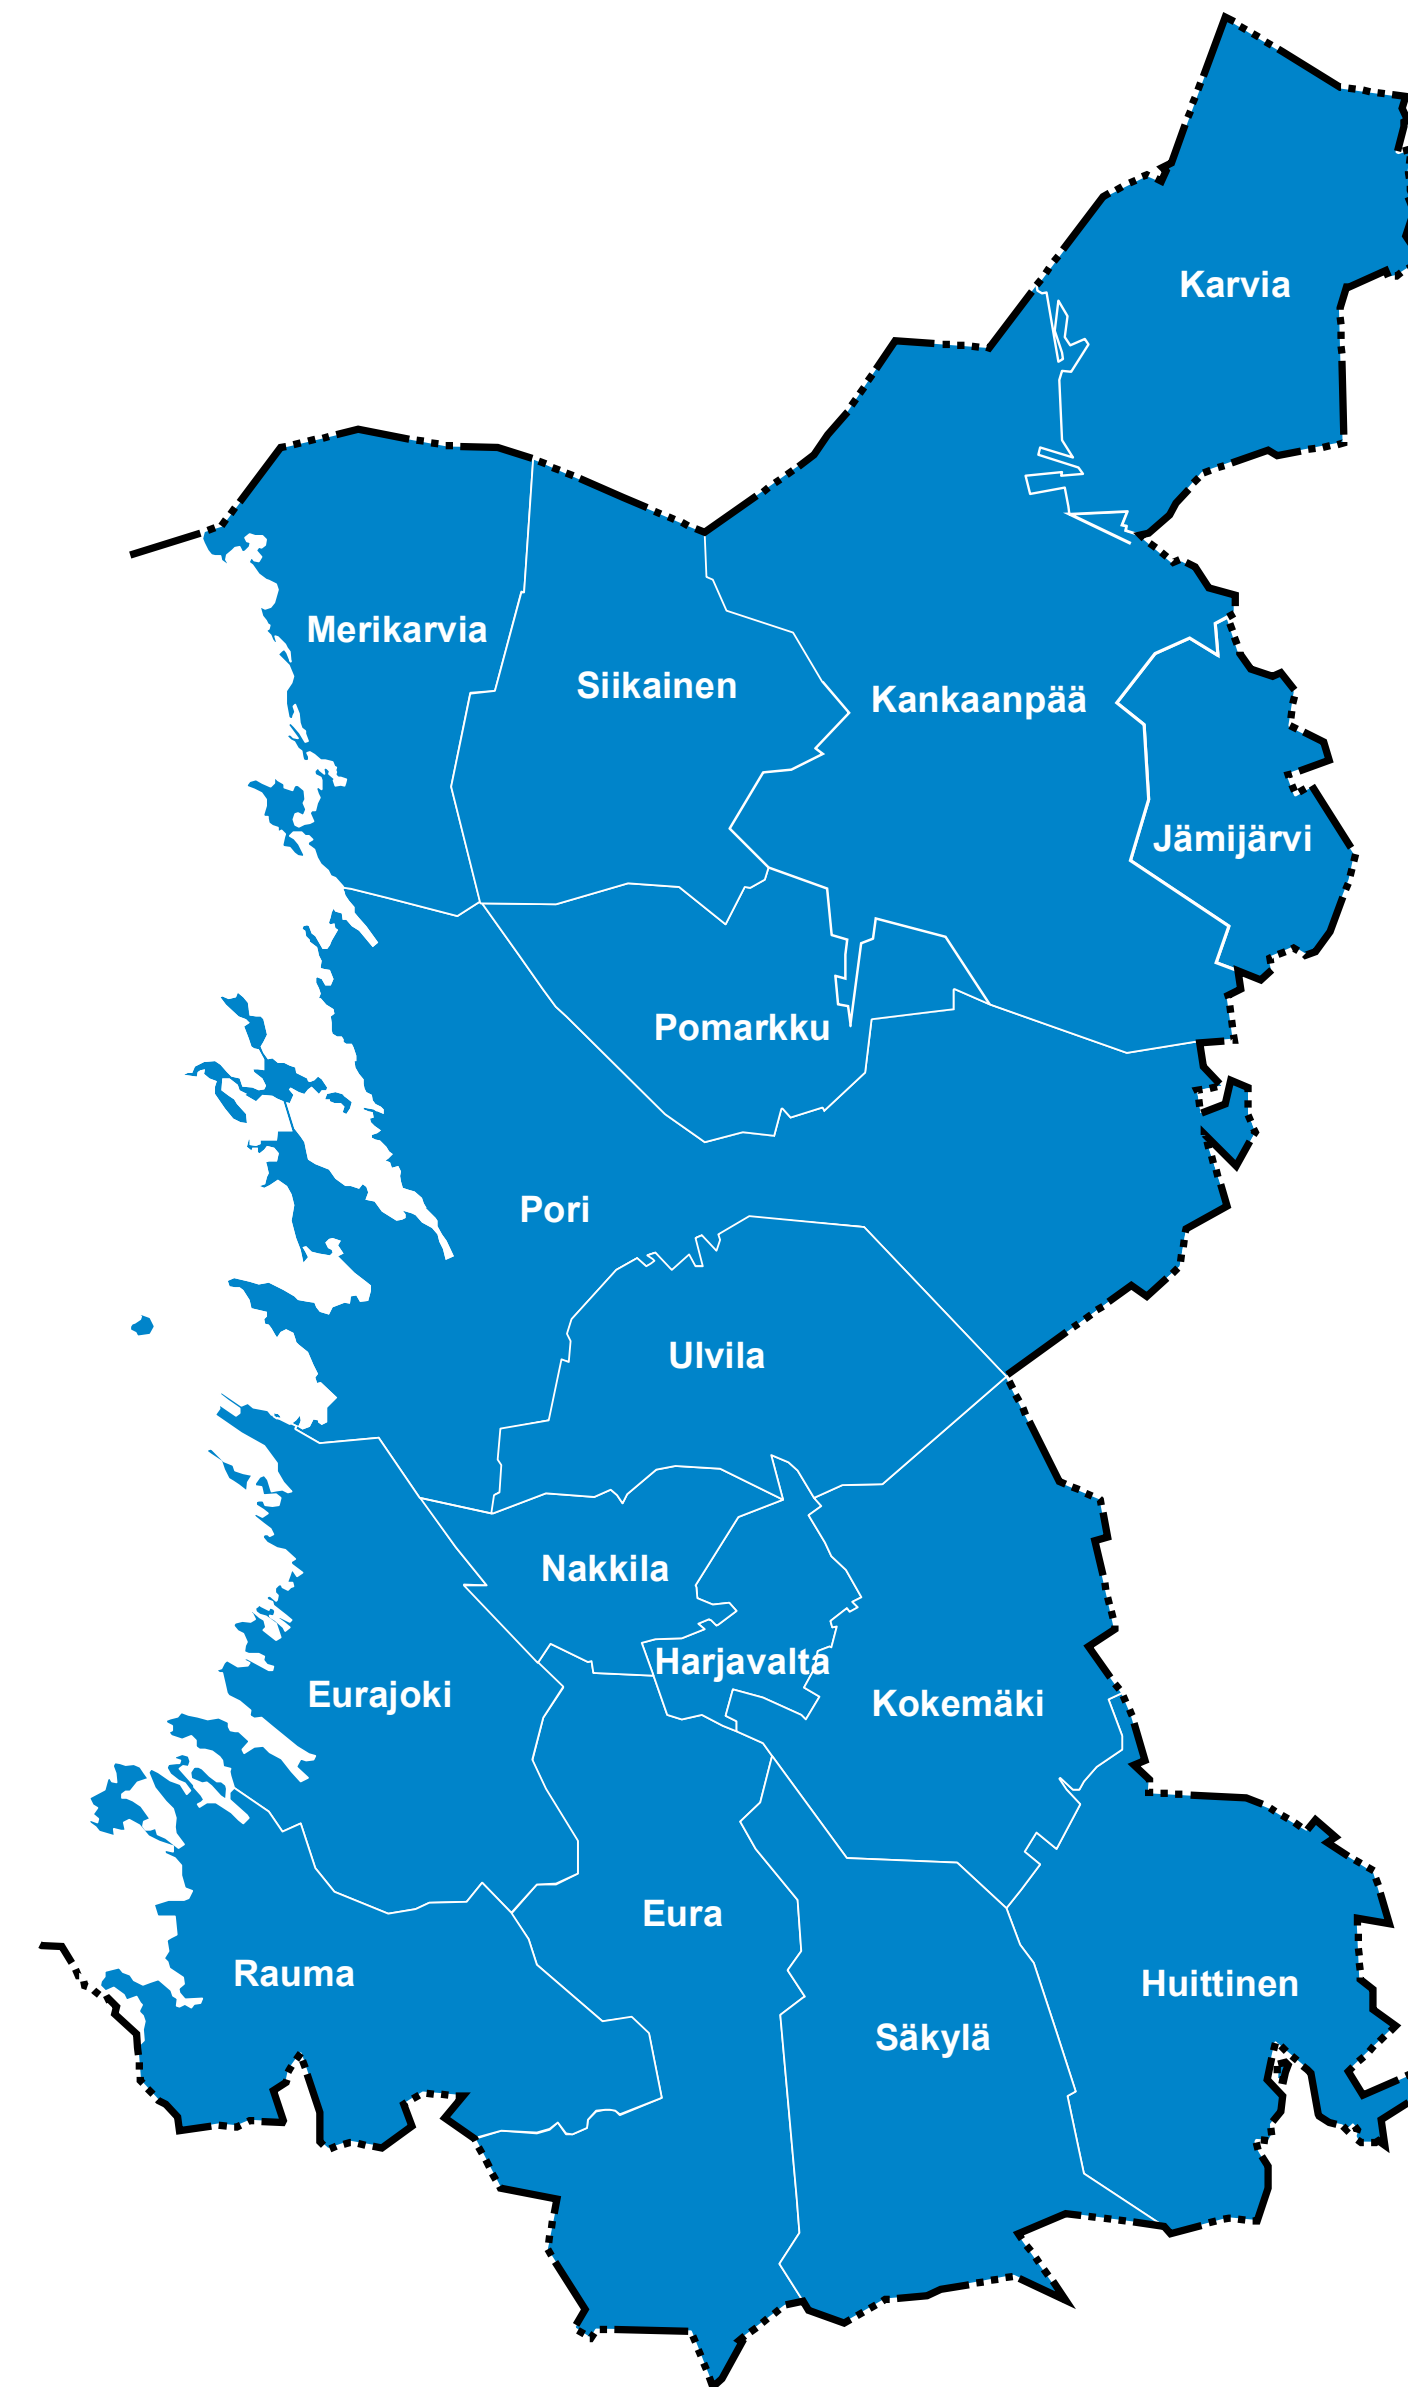 Karvia
Merikarvia
Siikainen
Kankaanpää
Jämijärvi
Pomarkku
Pori
Ulvila
Nakkila
Harjavalta
Eurajoki
Kokemäki
Eura
Rauma
Huittinen
Säkylä